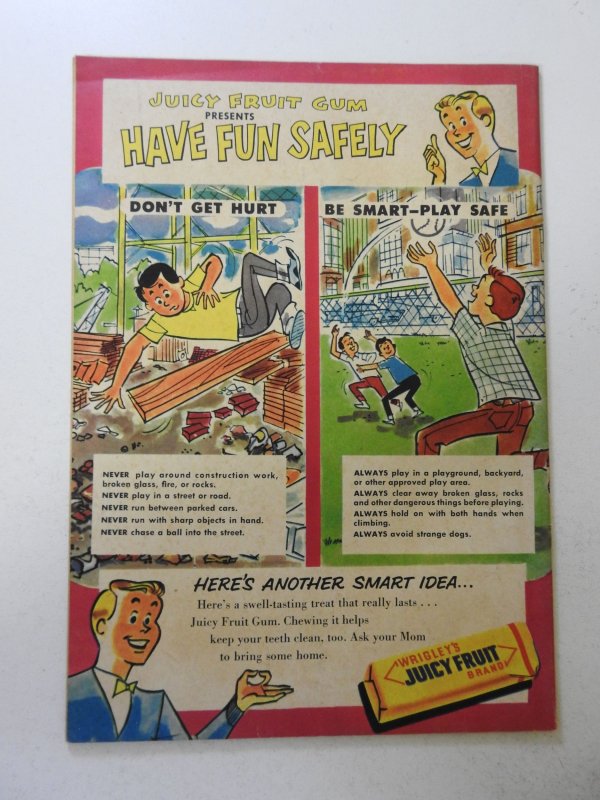 JUICY FRUIT GUM
PRESENTS
HAVE FUN SAFELY
DON'T GET HURT
NEVER play around construction work,
broken glass, fire, or rocks.
NEVER play in a street or road.
NEVER run between parked cars.
NEVER run with sharp objects in hand.
NEVER chase a ball into the street.
BE SMART—PLAY SAFE
ALWAYS play in a playground, backyard,
or other approved play area.
ALWAYS clear away broken glass, rocks
and other dangerous things before playing.
ALWAYS hold on with both hands when
climbing.
ALWAYS avoid strange dogs.
HERE'S ANOTHER SMART IDEA...
Here's a swell-tasting treat that really lasts . . .
Juicy Fruit Gum. Chewing it helps
keep your teeth clean, too. Ask your Mom
to bring some home.
WRIGLEY'S
JUICY FRUIT
BRAND